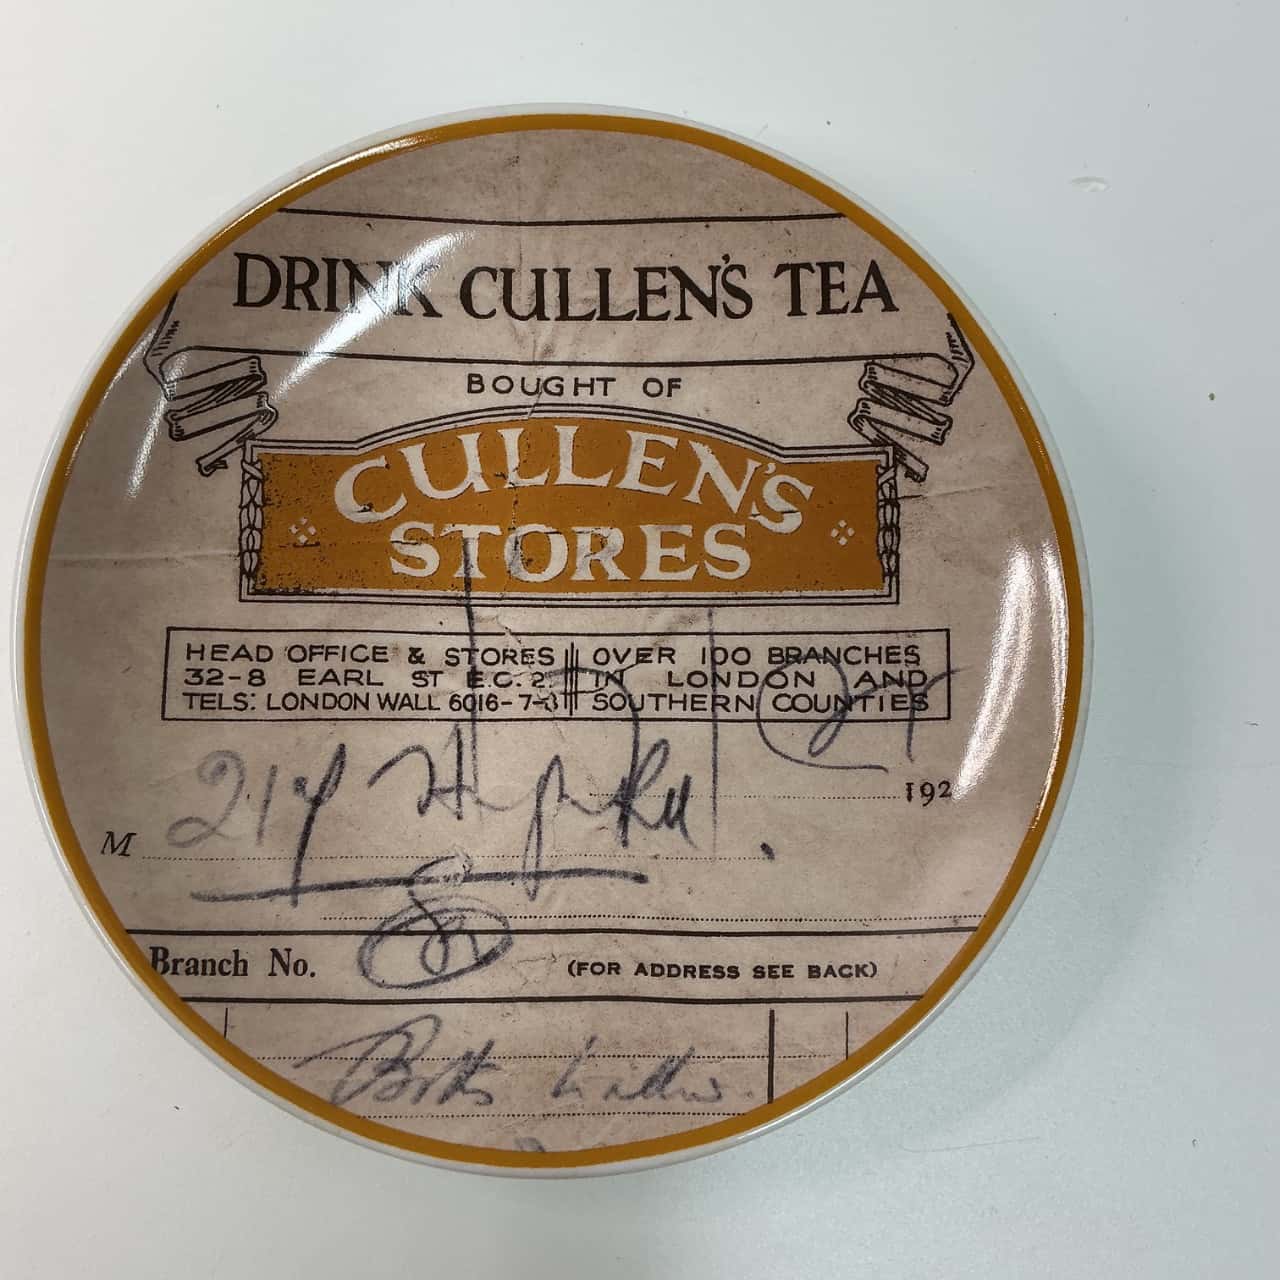 DRINK CULLEN'S TEA
BOUGHT OF
CULLEN'S
STORES
HEAD OFFICE & STORES
32-8 EARL ST E.C.2.
TELS: LONDON WALL 6016-7-8
OVER 100 BRANCHES
IN LONDON AND
SOUTHERN COUNTIES
192
M 214
Branch No.
(FOR ADDRESS SEE BACK)